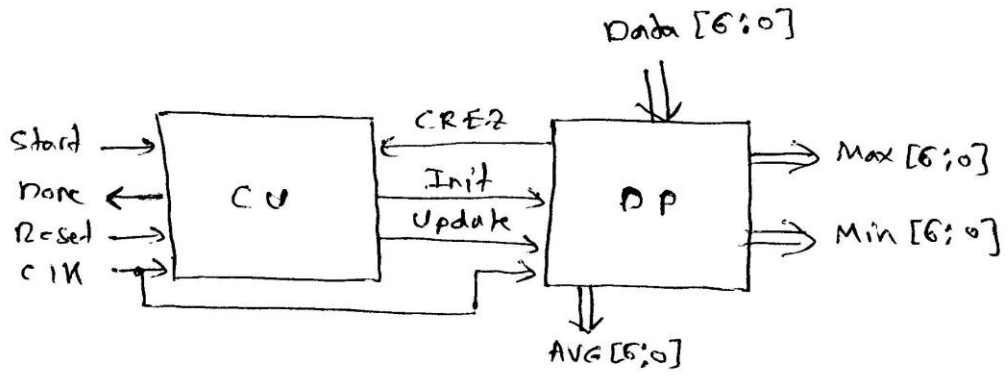 Data [6:0]
Start
CREZ
Max [6:0]
Done
CU
Init
DP
Reset
Update
Min [6:0]
Clk
AVG [6:0]